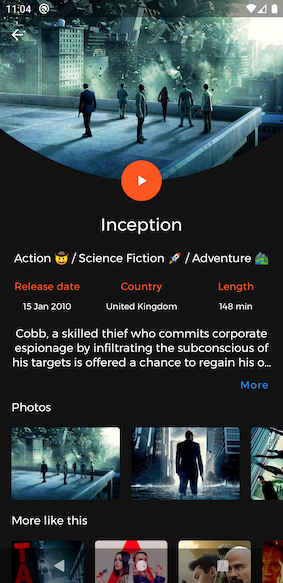 11:04
Inception
Action 🤠 / Science Fiction 🚀 / Adventure 🏞️
Release date Country Length
15 Jan 2010 United Kingdom 148 min
Cobb, a skilled thief who commits corporate
espionage by infiltrating the subconscious of
his targets is offered a chance to regain his o...
More
Photos
More like this